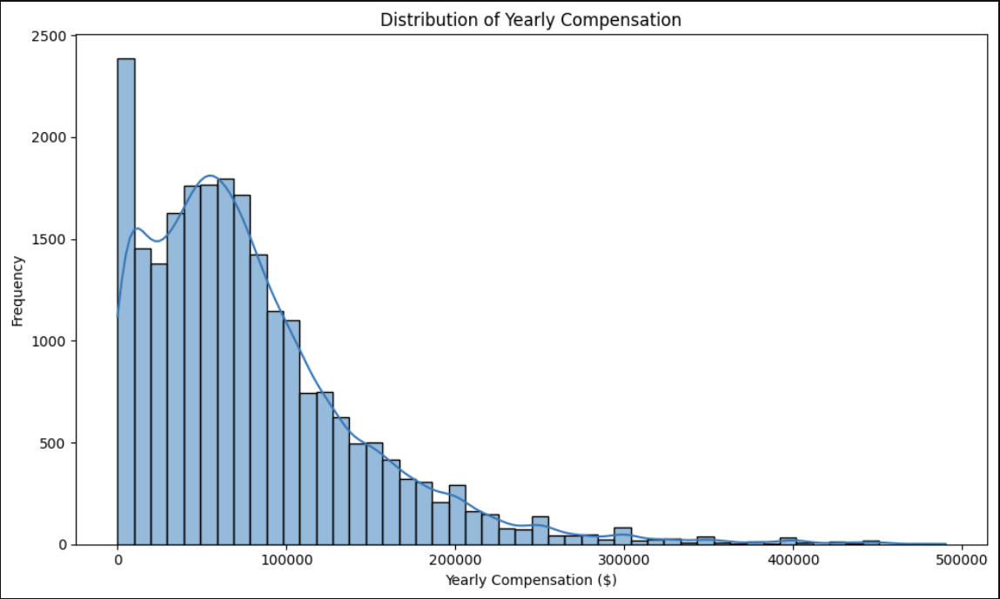 Distribution of Yearly Compensation
2500
2000
1500
1000
500
0
Frequency
0 100000 200000 300000 400000 500000
Yearly Compensation ($)